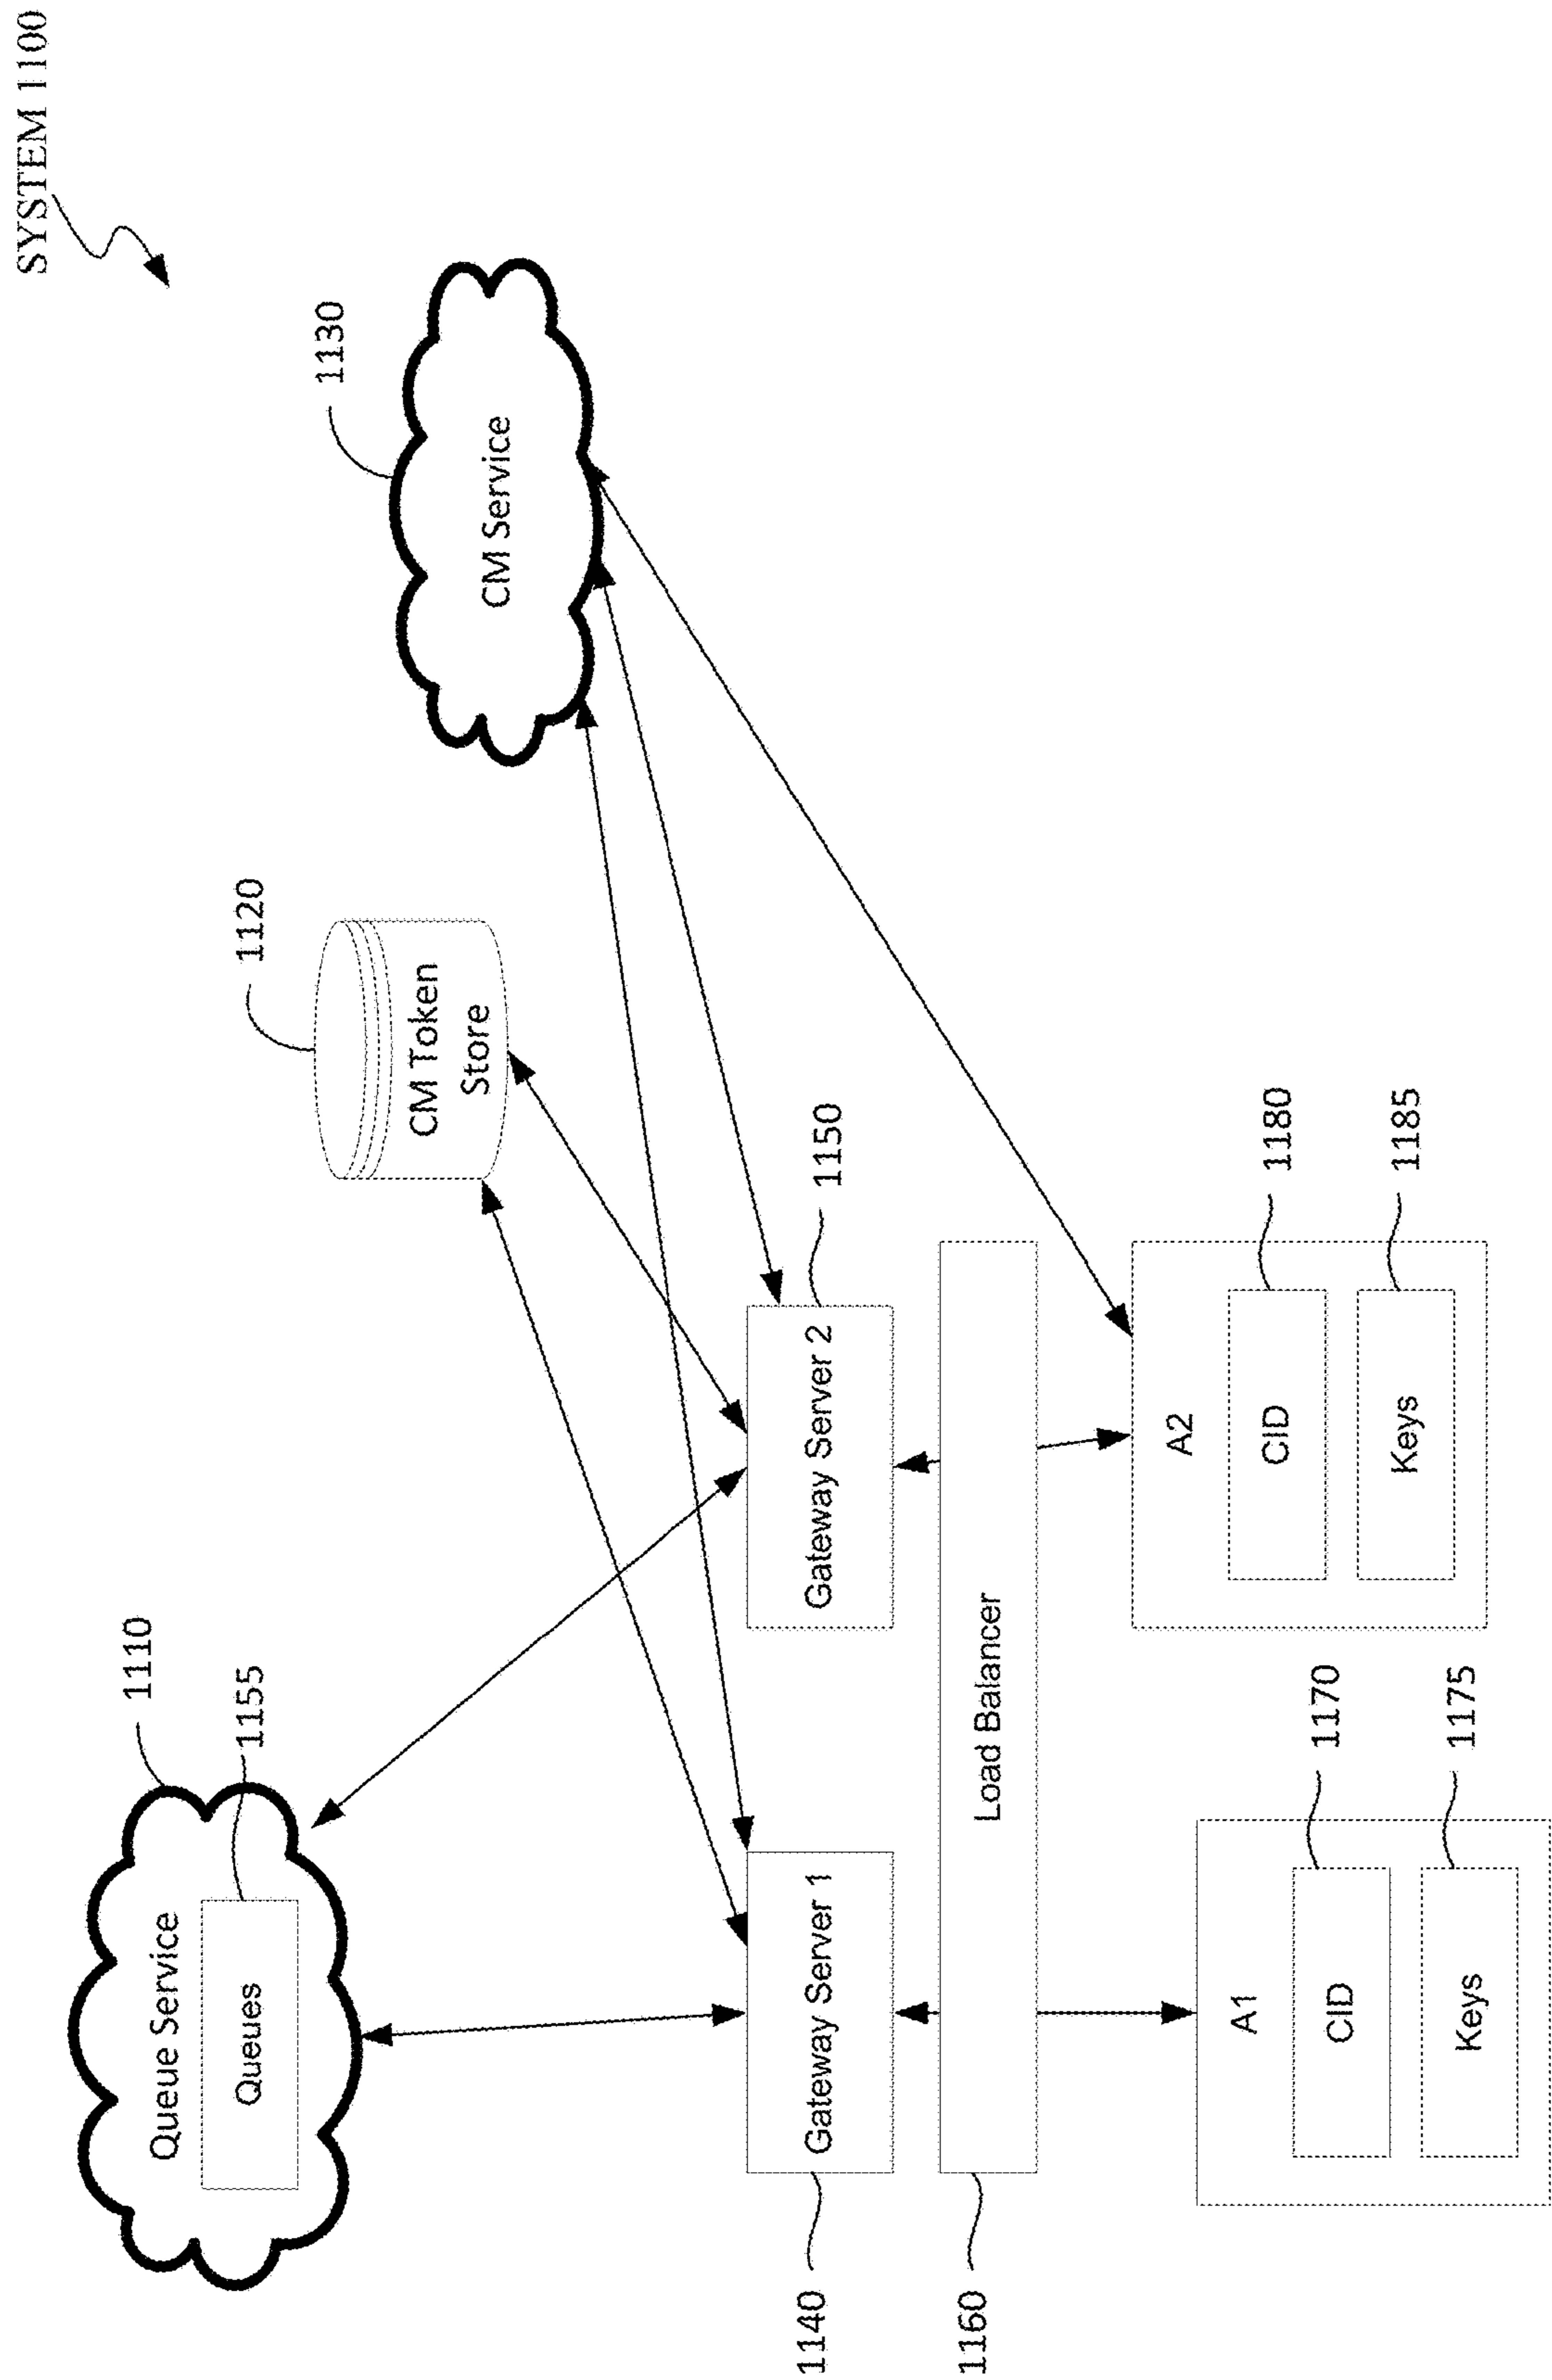 SYSTEM 1100
1110
Queue Service
1155
Queues
1120
CM Token
Store
1130
CM Service
1140
Gateway Server 1
Gateway Server 2
1150
1160
Load Balancer
A1
CID
1170
Keys
1175
A2
CID
1180
Keys
1185